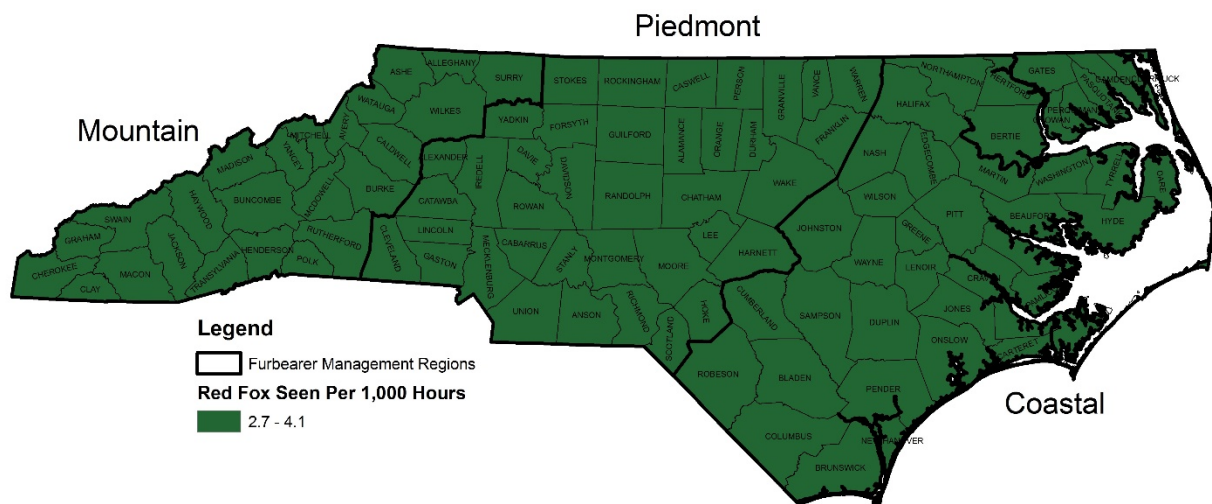 Piedmont
Mountain
Coastal
Legend
Furbearer Management Regions
Red Fox Seen Per 1,000 Hours
2.7 - 4.1
ASHE
ALLEGHANY
SURRY
STOKES
ROCKINGHAM
CASWELL
PERSON
GRANVILLE
VANCE
WARREN
NORTHAMPTON
HERTFORD
GATES
WATAUGA
WILKES
YADKIN
FORSYTH
GUILFORD
ALAMANCE
ORANGE
DURHAM
FRANKLIN
HALIFAX
BERTIE
MITCHELL
AVERY
YANCEY
CALDWELL
MADISON
IREDELL
DAVIE
DAVIDSON
NASH
EDGECOMBE
MARTIN
WASHINGTON
TYRRELL
DARE
HAYWOOD
BUNCOMBE
MCDOWELL
BURKE
CATAWBA
ROWAN
RANDOLPH
CHATHAM
WAKE
WILSON
PITT
BEAUFORT
HYDE
SWAIN
GRAHAM
JACKSON
RUTHERFORD
HENDERSON
POLK
TRANSYLVANIA
CLEVELAND
LINCOLN
GASTON
MECKLENBURG
CABARRUS
STANLY
MONTGOMERY
MOORE
LEE
HARNETT
JOHNSTON
GREENE
WAYNE
LENOIR
CHEROKEE
CLAY
MACON
UNION
ANSON
RICHMOND
SCOTLAND
HOKE
CUMBERLAND
SAMPSON
DUPLIN
JONES
ONSLOW
ROBESON
BLADEN
PENDER
COLUMBUS
BRUNSWICK